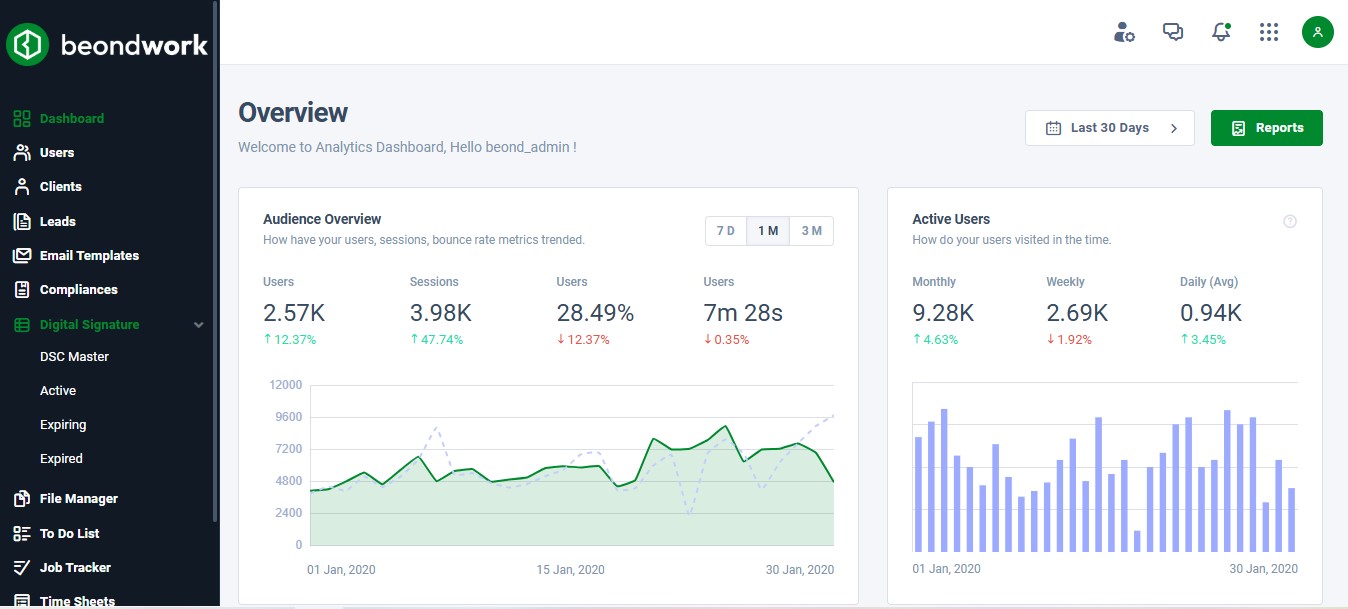 beondwork
Dashboard
Users
Clients
Leads
Email Templates
Compliances
Digital Signature
DSC Master
Active
Expiring
Expired
File Manager
To Do List
Job Tracker
Time Sheets
Overview
Welcome to Analytics Dashboard, Hello beond_admin !
Last 30 Days
Reports
Audience Overview
How have your users, sessions, bounce rate metrics trended.
7 D 1 M 3 M
Users Sessions Users Users
2.57K 3.98K 28.49% 7m 28s
↑12.37% ↑47.74% ↓12.37% ↓0.35%
12000
9600
7200
4800
2400
0
01 Jan, 2020 15 Jan, 2020 30 Jan, 2020
Active Users
How do your users visited in the time.
?
Monthly Weekly Daily (Avg)
9.28K 2.69K 0.94K
↑4.63% ↓1.92% ↑3.45%
01 Jan, 2020 30 Jan, 2020